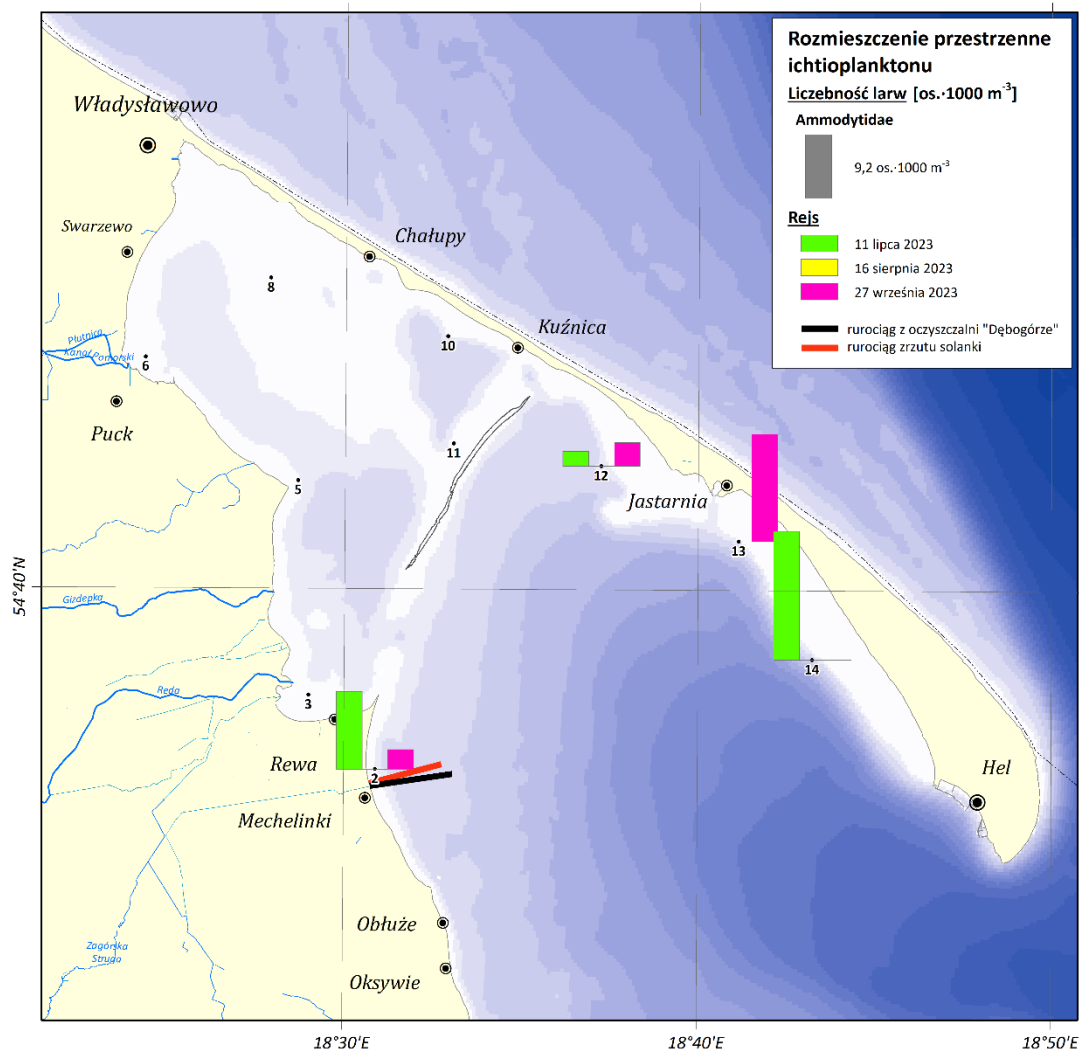 Rozmieszczenie przestrzenne
ichtioplanktonu
Liczebność larw [os.·1000 m⁻³]
Ammodytidae
9,2 os.·1000 m⁻³
Rejs
11 lipca 2023
16 sierpnia 2023
27 września 2023
rurociąg z oczyszczalni "Dębogórze"
rurociąg zrzutu solanki
Władysławowo
Swarzewo
Chałupy
8
Kuźnica
10
Płutnica
Kanał Pomorski
6
Puck
11
12
5
Jastarnia
13
54°40'N
Gizdepka
14
Reda
3
Rewa
2
Hel
Mechelinki
Obłuże
Zagórska
Struga
Oksywie
18°30'E
18°40'E
18°50'E